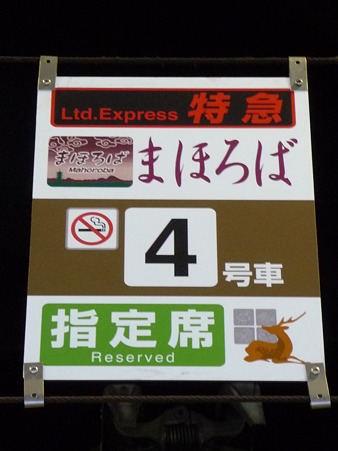 Ltd.Express 特急
まほろば
Mahoroba
まほろば
4号車
指定席
Reserved